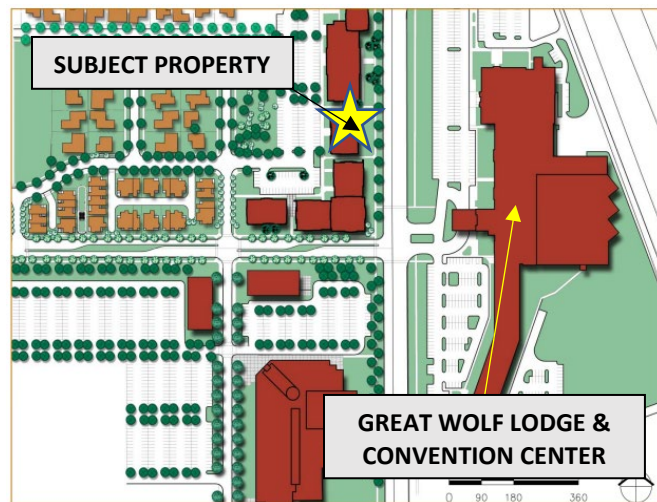 SUBJECT PROPERTY
GREAT WOLF LODGE &
CONVENTION CENTER
0 90 180 360